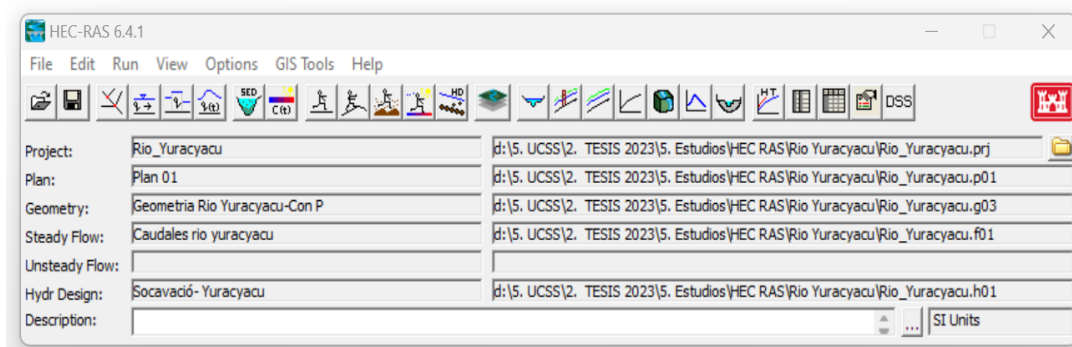 HEC-RAS 6.4.1
File Edit Run View Options GIS Tools Help
SED C(t) HD HT DSS
Project: Rio_Yuracyacu d:\5. UCSS\2. TESIS 2023\5. Estudios\HEC RAS\Rio Yuracyacu\Rio_Yuracyacu.prj
Plan: Plan 01 d:\5. UCSS\2. TESIS 2023\5. Estudios\HEC RAS\Rio Yuracyacu\Rio_Yuracyacu.p01
Geometry: Geometria Rio Yuracyacu-Con P d:\5. UCSS\2. TESIS 2023\5. Estudios\HEC RAS\Rio Yuracyacu\Rio_Yuracyacu.g03
Steady Flow: Caudales rio yuracyacu d:\5. UCSS\2. TESIS 2023\5. Estudios\HEC RAS\Rio Yuracyacu\Rio_Yuracyacu.f01
Unsteady Flow:
Hydr Design: Socavació- Yuracyacu d:\5. UCSS\2. TESIS 2023\5. Estudios\HEC RAS\Rio Yuracyacu\Rio_Yuracyacu.h01
Description: ... SI Units